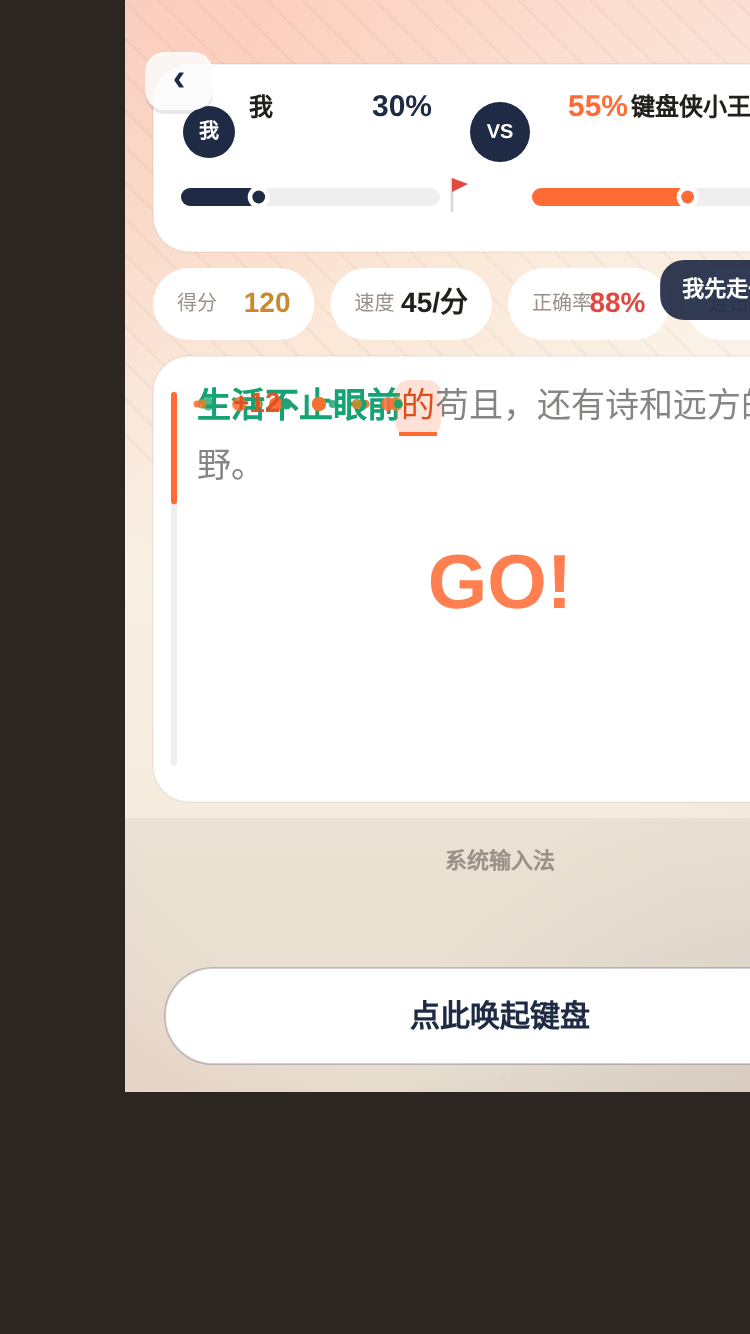 ‹
我 30% 55% 键盘侠小王
我 VS
得分 120 速度 45/分 正确率 88% 我先走
生活不止眼前的苟且，还有诗和远方的
+12
野。
GO!
系统输入法
点此唤起键盘